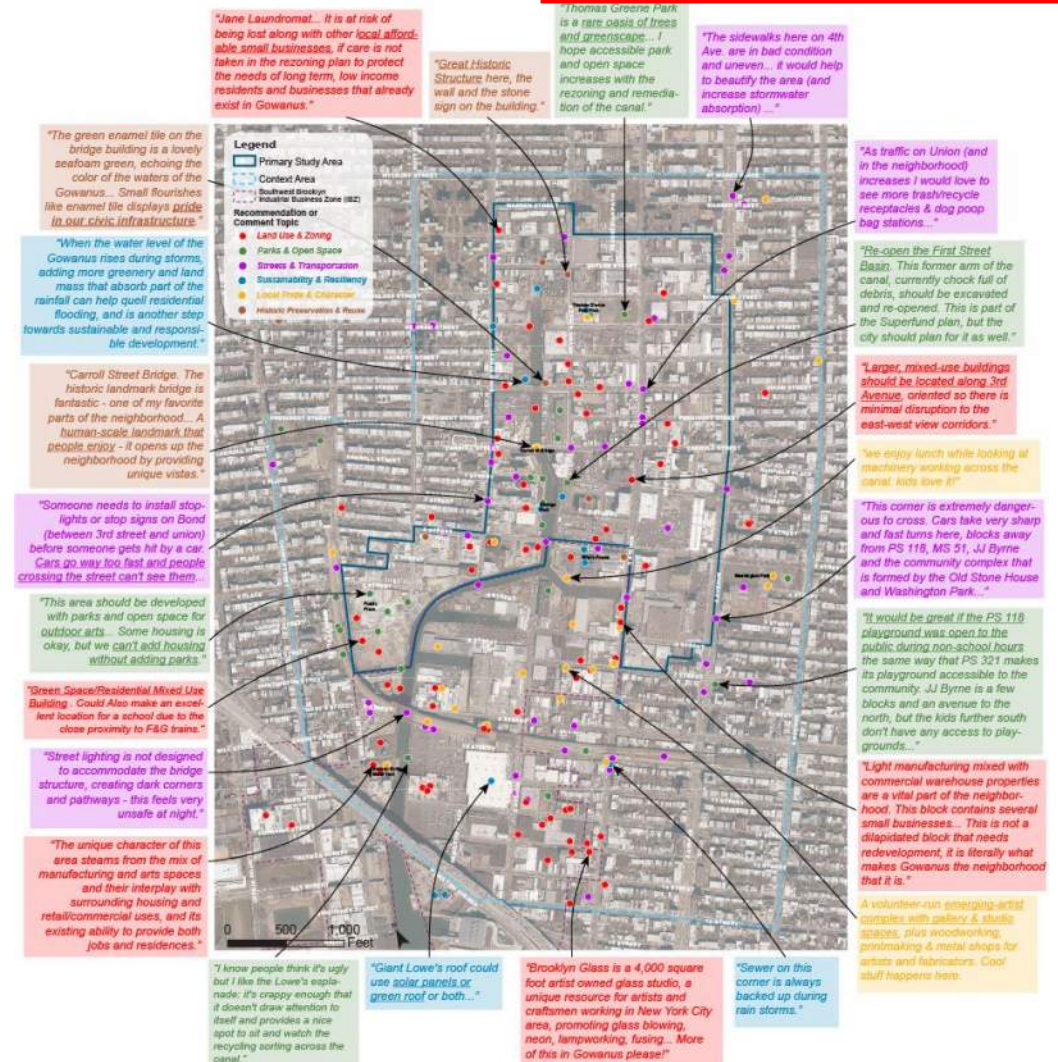 "Jane Laundromat... It is at risk of
being lost along with other local afford-
able small businesses, if care is not
taken in the rezoning plan to protect
the needs of long term, low income
residents and businesses that already
exist in Gowanus."
"Great Historic
Structure here, the
wall and the stone
sign on the building."
"Thomas Greene Park
is a rare oasis of trees
and greenscape... I
hope accessible park
and open space
increases with the
rezoning and remedia-
tion of the canal."
"The sidewalks here on 4th
Ave. are in bad condition
and uneven... it would help
to beautify the area (and
increase stormwater
absorption) ..."
"The green enamel tile on the
bridge building is a lovely
seafoam green, echoing the
color of the waters of the
Gowanus... Small flourishes
like enamel tile displays pride
in our civic infrastructure."
"When the water level of the
Gowanus rises during storms,
adding more greenery and land
mass that absorb part of the
rainfall can help quell residential
flooding, and is another step
towards sustainable and responsi-
ble development."
"Carroll Street Bridge. The
historic landmark bridge is
fantastic - one of my favorite
parts of the neighborhood... A
human-scale landmark that
people enjoy - it opens up the
neighborhood by providing
unique vistas."
"Someone needs to install stop-
lights or stop signs on Bond
(between 3rd street and union)
before someone gets hit by a car.
Cars go way too fast and people
crossing the street can't see them...
"This area should be developed
with parks and open space for
outdoor arts... Some housing is
okay, but we can't add housing
without adding parks."
"Green Space/Residential Mixed Use
Building . Could Also make an excel-
lent location for a school due to the
close proximity to F&G trains."
"Street lighting is not designed
to accommodate the bridge
structure, creating dark corners
and pathways - this feels very
unsafe at night."
"The unique character of this
area steams from the mix of
manufacturing and arts spaces
and their interplay with
surrounding housing and
retail/commercial uses, and its
existing ability to provide both
jobs and residences."
Legend
Primary Study Area
Context Area
Southwest Brooklyn
Industrial Business Zone (IBZ)
Recommendation or
Comment Topic
Land Use & Zoning
Parks & Open Space
Streets & Transportation
Sustainability & Resiliency
Local Pride & Character
Historic Preservation & Reuse
0 500 1,000
Feet
"As traffic on Union (and
in the neighborhood)
increases I would love to
see more trash/recycle
receptacles & dog poop
bag stations..."
"Re-open the First Street
Basin. This former arm of the
canal, currently chock full of
debris, should be excavated
and re-opened. This is part of
the Superfund plan, but the
city should plan for it as well."
"Larger, mixed-use buildings
should be located along 3rd
Avenue, oriented so there is
minimal disruption to the
east-west view corridors."
"we enjoy lunch while looking at
machinery working across the
canal. kids love it!"
"This corner is extremely danger-
ous to cross. Cars take very sharp
and fast turns here, blocks away
from PS 118, MS 51, JJ Byrne
and the community complex that
is formed by the Old Stone House
and Washington Park..."
"It would be great if the PS 118
playground was open to the
public during non-school hours
the same way that PS 321 makes
its playground accessible to the
community. JJ Byrne is a few
blocks and an avenue to the
north, but the kids further south
don't have any access to play-
grounds..."
"Light manufacturing mixed with
commercial warehouse properties
are a vital part of the neighbor-
hood. This block contains several
small businesses... This is not a
dilapidated block that needs
redevelopment, it is literally what
makes Gowanus the neighborhood
that it is."
A volunteer-run emerging-artist
complex with gallery & studio
spaces, plus woodworking,
printmaking & metal shops for
artists and fabricators. Cool
stuff happens here.
"I know people think it's ugly
but I like the Lowe's espla-
nade: it's crappy enough that
it doesn't draw attention to
itself and provides a nice
spot to sit and watch the
recycling sorting across the
canal."
"Giant Lowe's roof could
use solar panels or
green roof or both..."
"Brooklyn Glass is a 4,000 square
foot artist owned glass studio, a
unique resource for artists and
craftsmen working in New York City
area, promoting glass blowing,
neon, lampworking, fusing... More
of this in Gowanus please!"
"Sewer on this
corner is always
backed up during
rain storms."